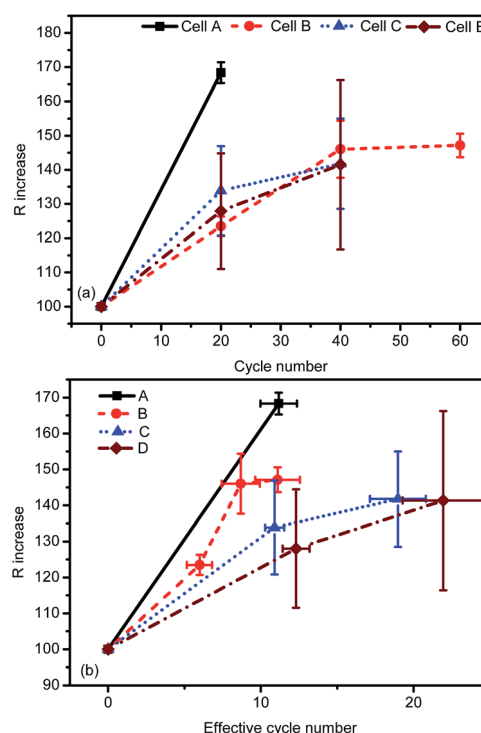 Cell A Cell B Cell C Cell E
170
160
150
140
130
120
110
100
R increase
(a)
0 10 20 30 40 50 60
Cycle number
A
B
C
D
170
160
150
140
130
120
110
100
90
R increase
(b)
0 10 20
Effective cycle number